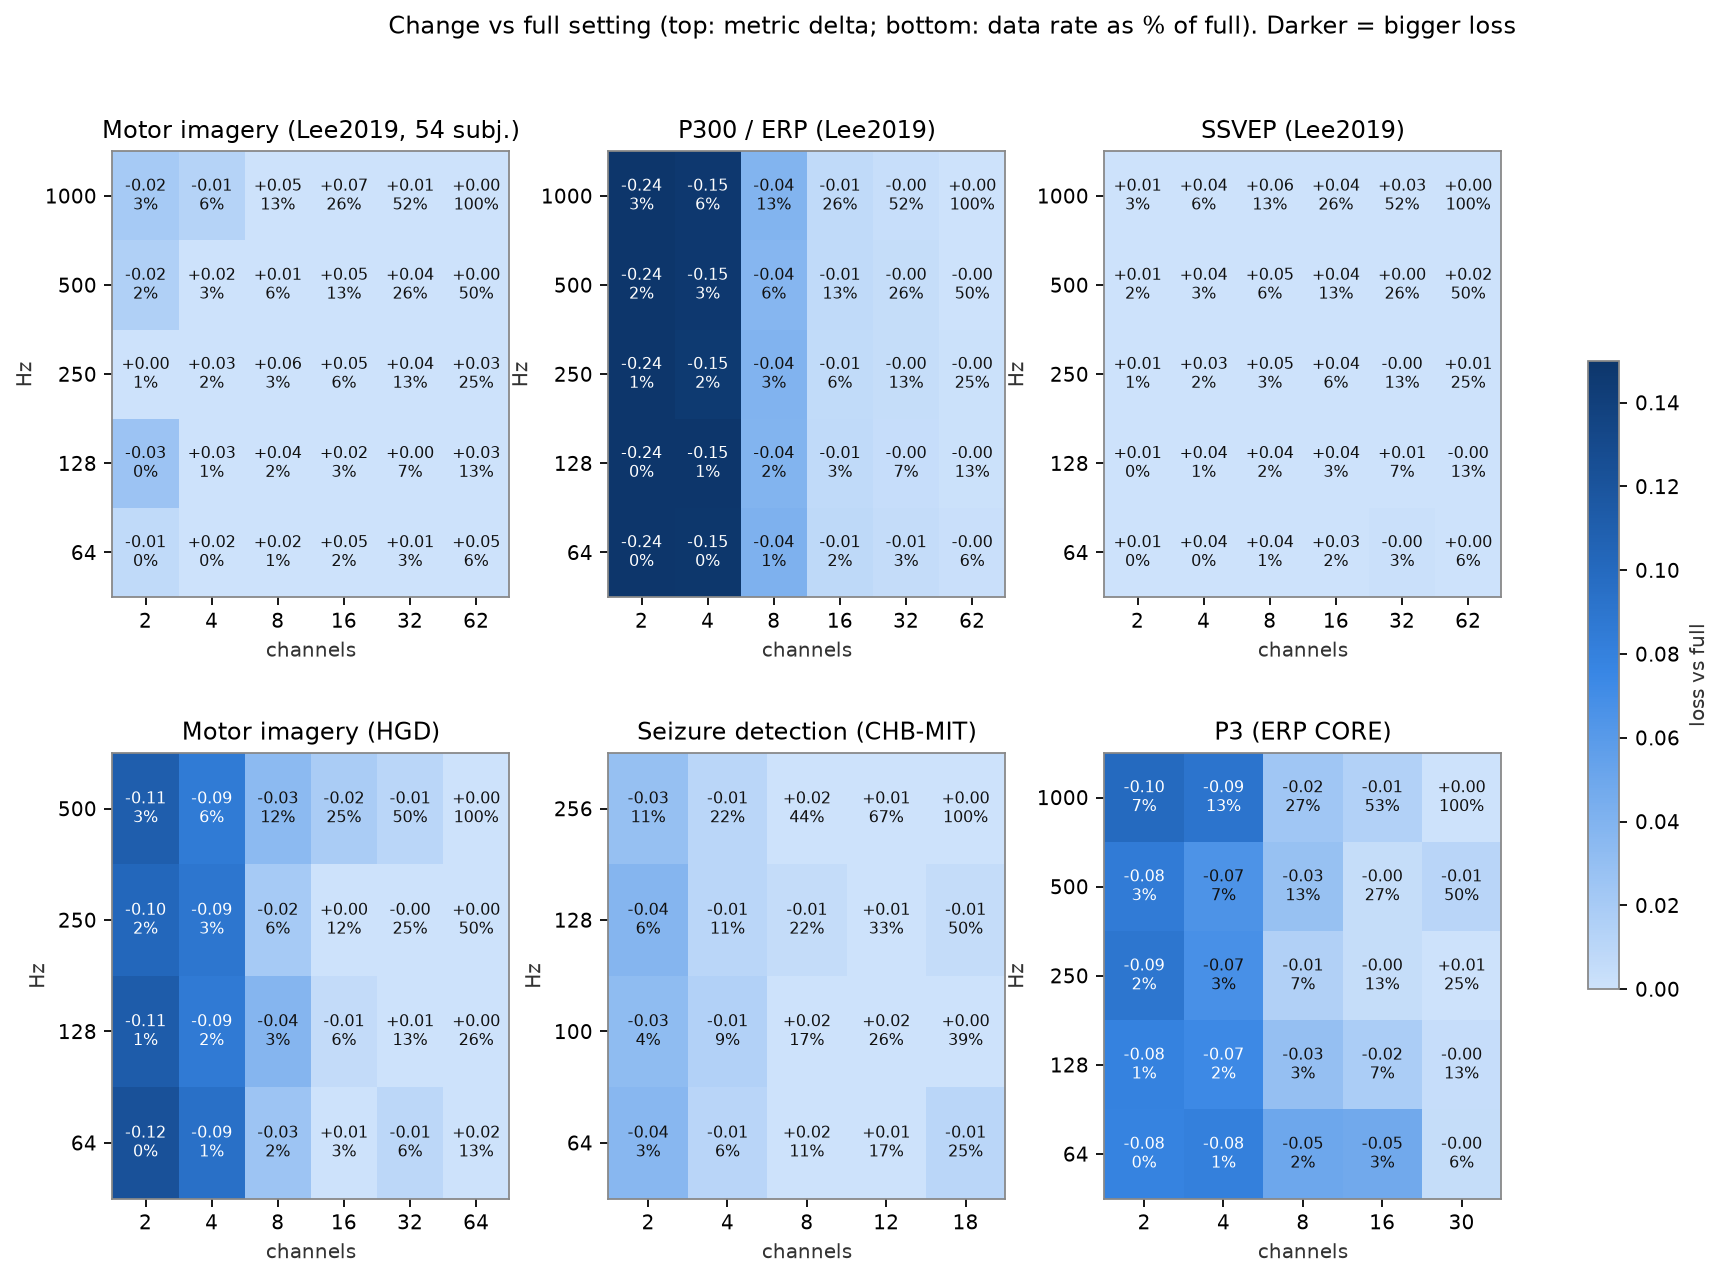 Change vs full setting (top: metric delta; bottom: data rate as % of full). Darker = bigger loss
Motor imagery (Lee2019, 54 subj.)
Hz
1000
-0.02 -0.01 +0.05 +0.07 +0.01 +0.00
3% 6% 13% 26% 52% 100%
500
-0.02 +0.02 +0.01 +0.05 +0.04 +0.00
2% 3% 6% 13% 26% 50%
250
+0.00 +0.03 +0.06 +0.05 +0.04 +0.03
1% 2% 3% 6% 13% 25%
128
-0.03 +0.03 +0.04 +0.02 +0.00 +0.03
0% 1% 2% 3% 7% 13%
64
-0.01 +0.02 +0.02 +0.05 +0.01 +0.05
0% 0% 1% 2% 3% 6%
2 4 8 16 32 62
channels
P300 / ERP (Lee2019)
Hz
1000
-0.24 -0.15 -0.04 -0.01 -0.00 +0.00
3% 6% 13% 26% 52% 100%
500
-0.24 -0.15 -0.04 -0.01 -0.00 -0.00
2% 3% 6% 13% 26% 50%
250
-0.24 -0.15 -0.04 -0.01 -0.00 -0.00
1% 2% 3% 6% 13% 25%
128
-0.24 -0.15 -0.04 -0.01 -0.00 -0.00
0% 1% 2% 3% 7% 13%
64
-0.24 -0.15 -0.04 -0.01 -0.01 -0.00
0% 0% 1% 2% 3% 6%
2 4 8 16 32 62
channels
SSVEP (Lee2019)
Hz
1000
+0.01 +0.04 +0.06 +0.04 +0.03 +0.00
3% 6% 13% 26% 52% 100%
500
+0.01 +0.04 +0.05 +0.04 +0.00 +0.02
2% 3% 6% 13% 26% 50%
250
+0.01 +0.03 +0.05 +0.04 -0.00 +0.01
1% 2% 3% 6% 13% 25%
128
+0.01 +0.04 +0.04 +0.04 +0.01 -0.00
0% 1% 2% 3% 7% 13%
64
+0.01 +0.04 +0.04 +0.03 -0.00 +0.00
0% 0% 1% 2% 3% 6%
2 4 8 16 32 62
channels
Motor imagery (HGD)
Hz
500
-0.11 -0.09 -0.03 -0.02 -0.01 +0.00
3% 6% 12% 25% 50% 100%
250
-0.10 -0.09 -0.02 +0.00 -0.00 +0.00
2% 3% 6% 12% 25% 50%
128
-0.11 -0.09 -0.04 -0.01 +0.01 +0.00
1% 2% 3% 6% 13% 26%
64
-0.12 -0.09 -0.03 +0.01 -0.01 +0.02
0% 1% 2% 3% 6% 13%
2 4 8 16 32 64
channels
Seizure detection (CHB-MIT)
Hz
256
-0.03 -0.01 +0.02 +0.01 +0.00
11% 22% 44% 67% 100%
128
-0.04 -0.01 -0.01 +0.01 -0.01
6% 11% 22% 33% 50%
100
-0.03 -0.01 +0.02 +0.02 +0.00
4% 9% 17% 26% 39%
64
-0.04 -0.01 +0.02 +0.01 -0.01
3% 6% 11% 17% 25%
2 4 8 12 18
channels
P3 (ERP CORE)
Hz
1000
-0.10 -0.09 -0.02 -0.01 +0.00
7% 13% 27% 53% 100%
500
-0.08 -0.07 -0.03 -0.00 -0.01
3% 7% 13% 27% 50%
250
-0.09 -0.07 -0.01 -0.00 +0.01
2% 3% 7% 13% 25%
128
-0.08 -0.07 -0.03 -0.02 -0.00
1% 2% 3% 7% 13%
64
-0.08 -0.08 -0.05 -0.05 -0.00
0% 1% 2% 3% 6%
2 4 8 16 30
channels
0.14
0.12
0.10
0.08
0.06
0.04
0.02
0.00
loss vs full